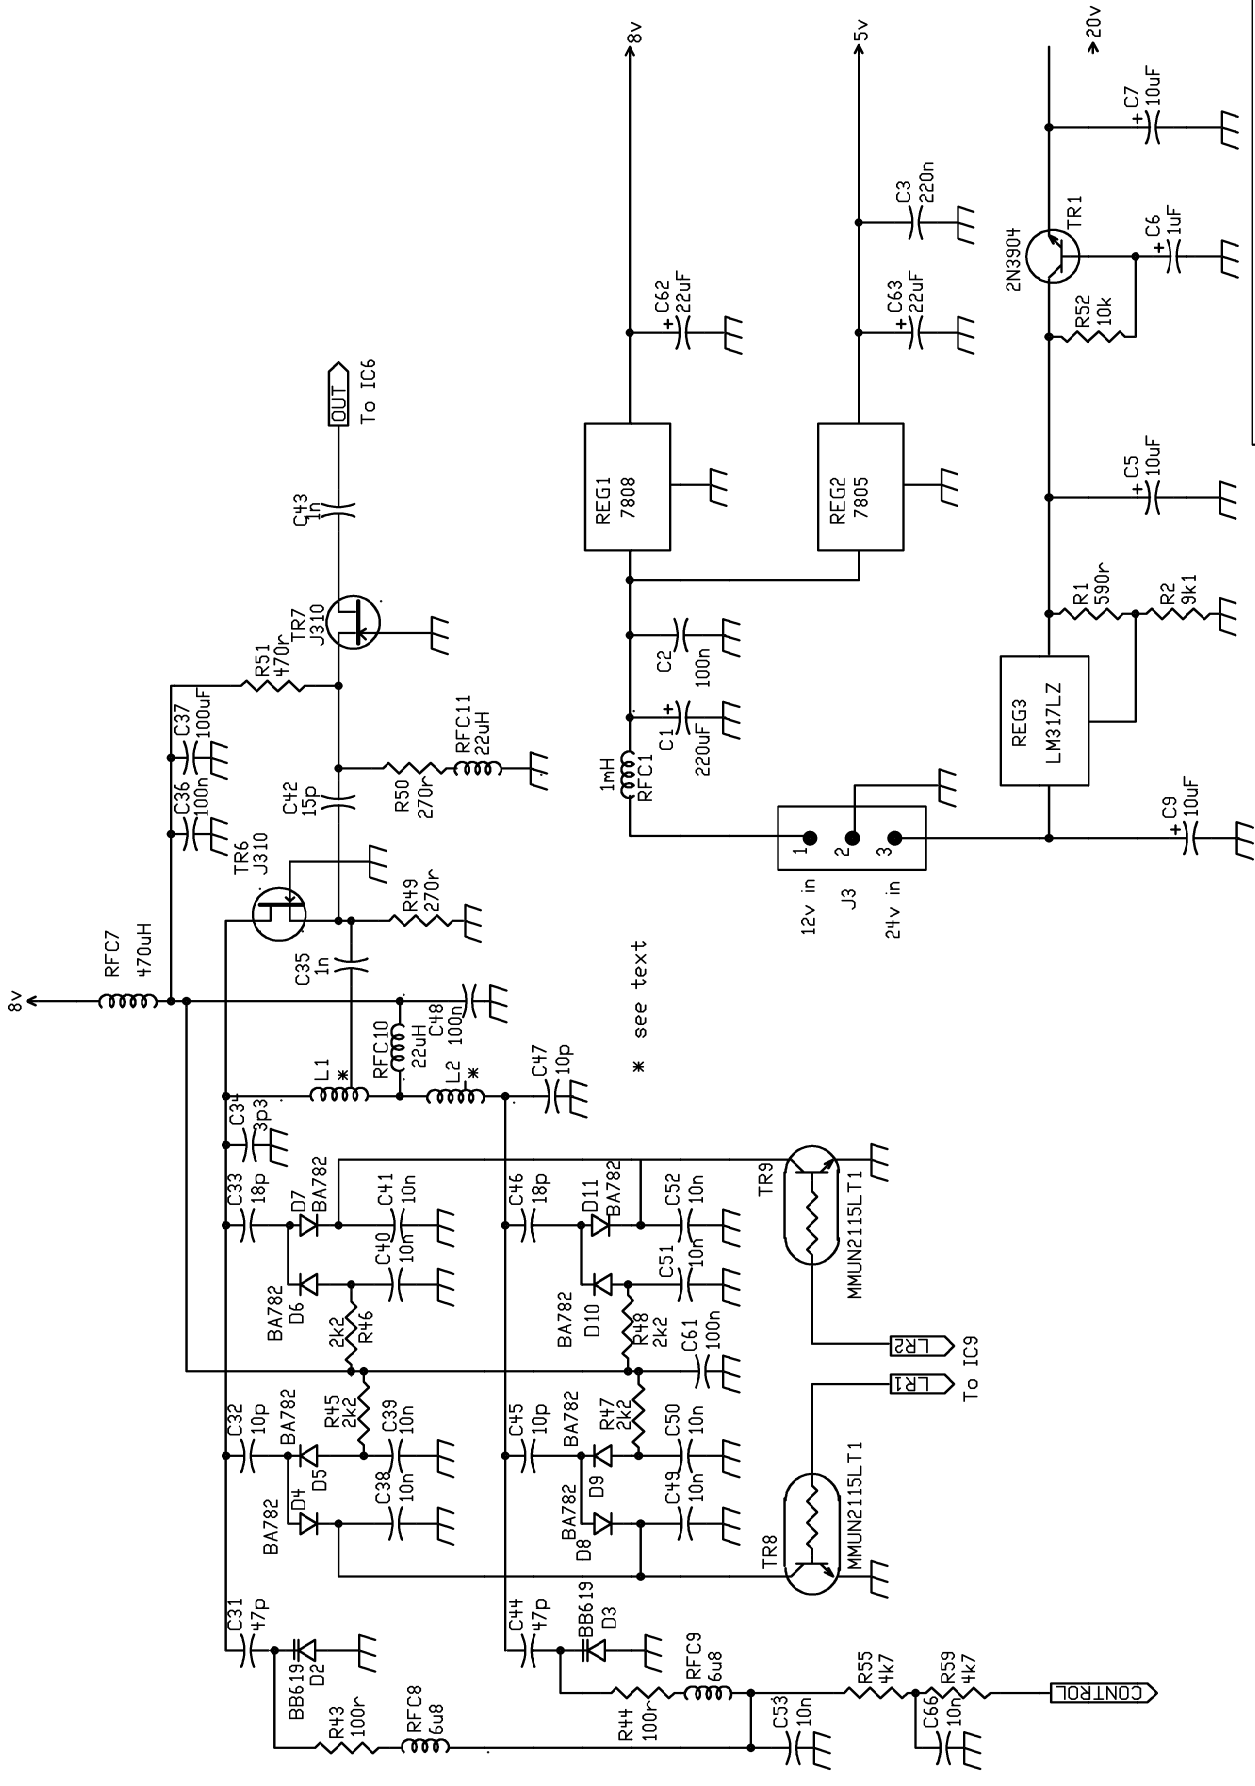 8v
RFC7
470uH
C36
100n
C37
100uF
R51
470r
TR6
J310
TR7
J310
C42
15p
C43
1n
OUT
To IC6
R50
270r
RFC11
22uH
R49
270r
C35
1n
L1
*
RFC10
22uH
C48
100n
L2
*
C47
10p
* see text
C34
3p3
C33
18p
D7
BA782
C41
10n
C40
10n
BA782
D6
2k2
R46
C32
10p
BA782
D5
R45
2k2
C39
10n
C38
10n
BA782
D4
C31
47p
BB619
D2
R43
100r
RFC8
6u8
C46
18p
D11
BA782
C52
10n
C51
10n
BA782
D10
R48
2k2
C61
100n
C45
10p
BA782
D9
R47
2k2
C50
10n
C49
10n
BA782
D8
C44
47p
BB619
D3
R44
100r
RFC9
6u8
C53
10n
R55
4k7
R59
4k7
C66
10n
CONTROL
TR9
MMUN2115LT1
TR8
MMUN2115LT1
LR2
LR1
To IC9
8v
REG1
7808
C62
22uF
+
C2
100n
C1
220uF
+
1mH
RFC1
5v
REG2
7805
C63
22uF
+
C3
220n
12v in
J3
24v in
1
2
3
REG3
LM317LZ
C9
10uF
+
R1
590r
R2
9k1
C5
10uF
+
R52
10k
2N3904
TR1
C6
1uF
+
C7
10uF
+
20v